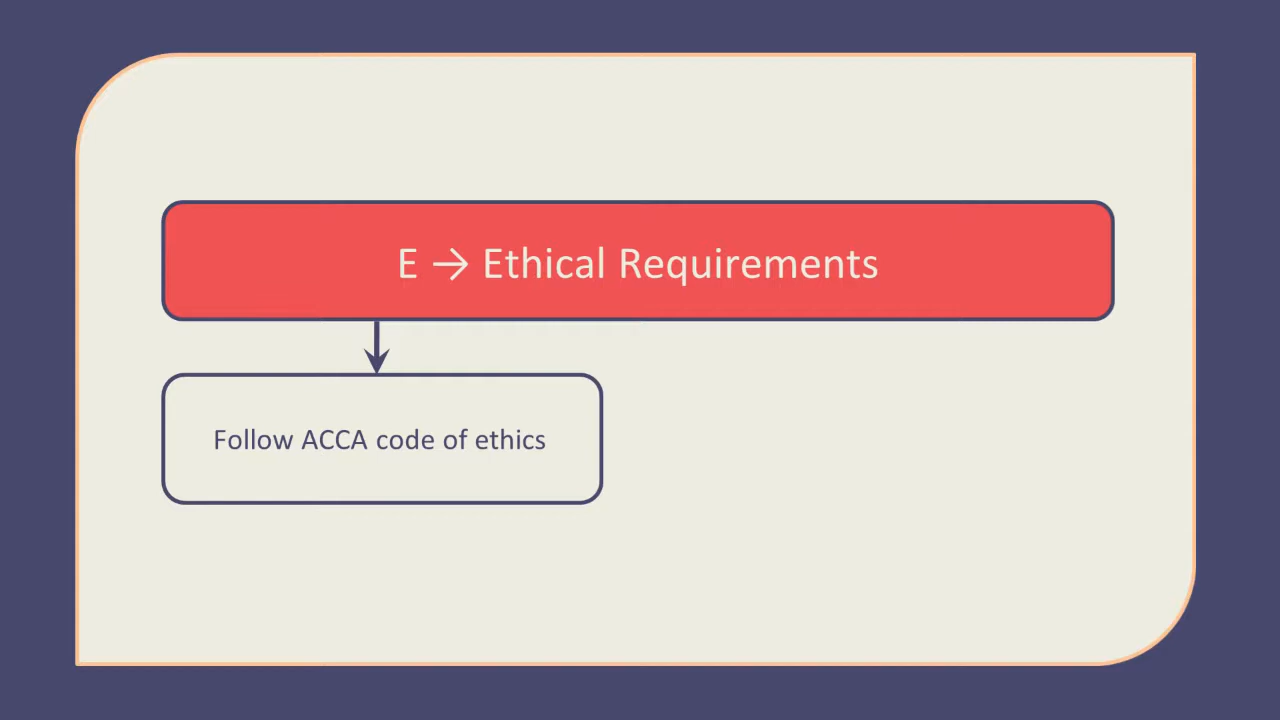 E → Ethical Requirements
Follow ACCA code of ethics